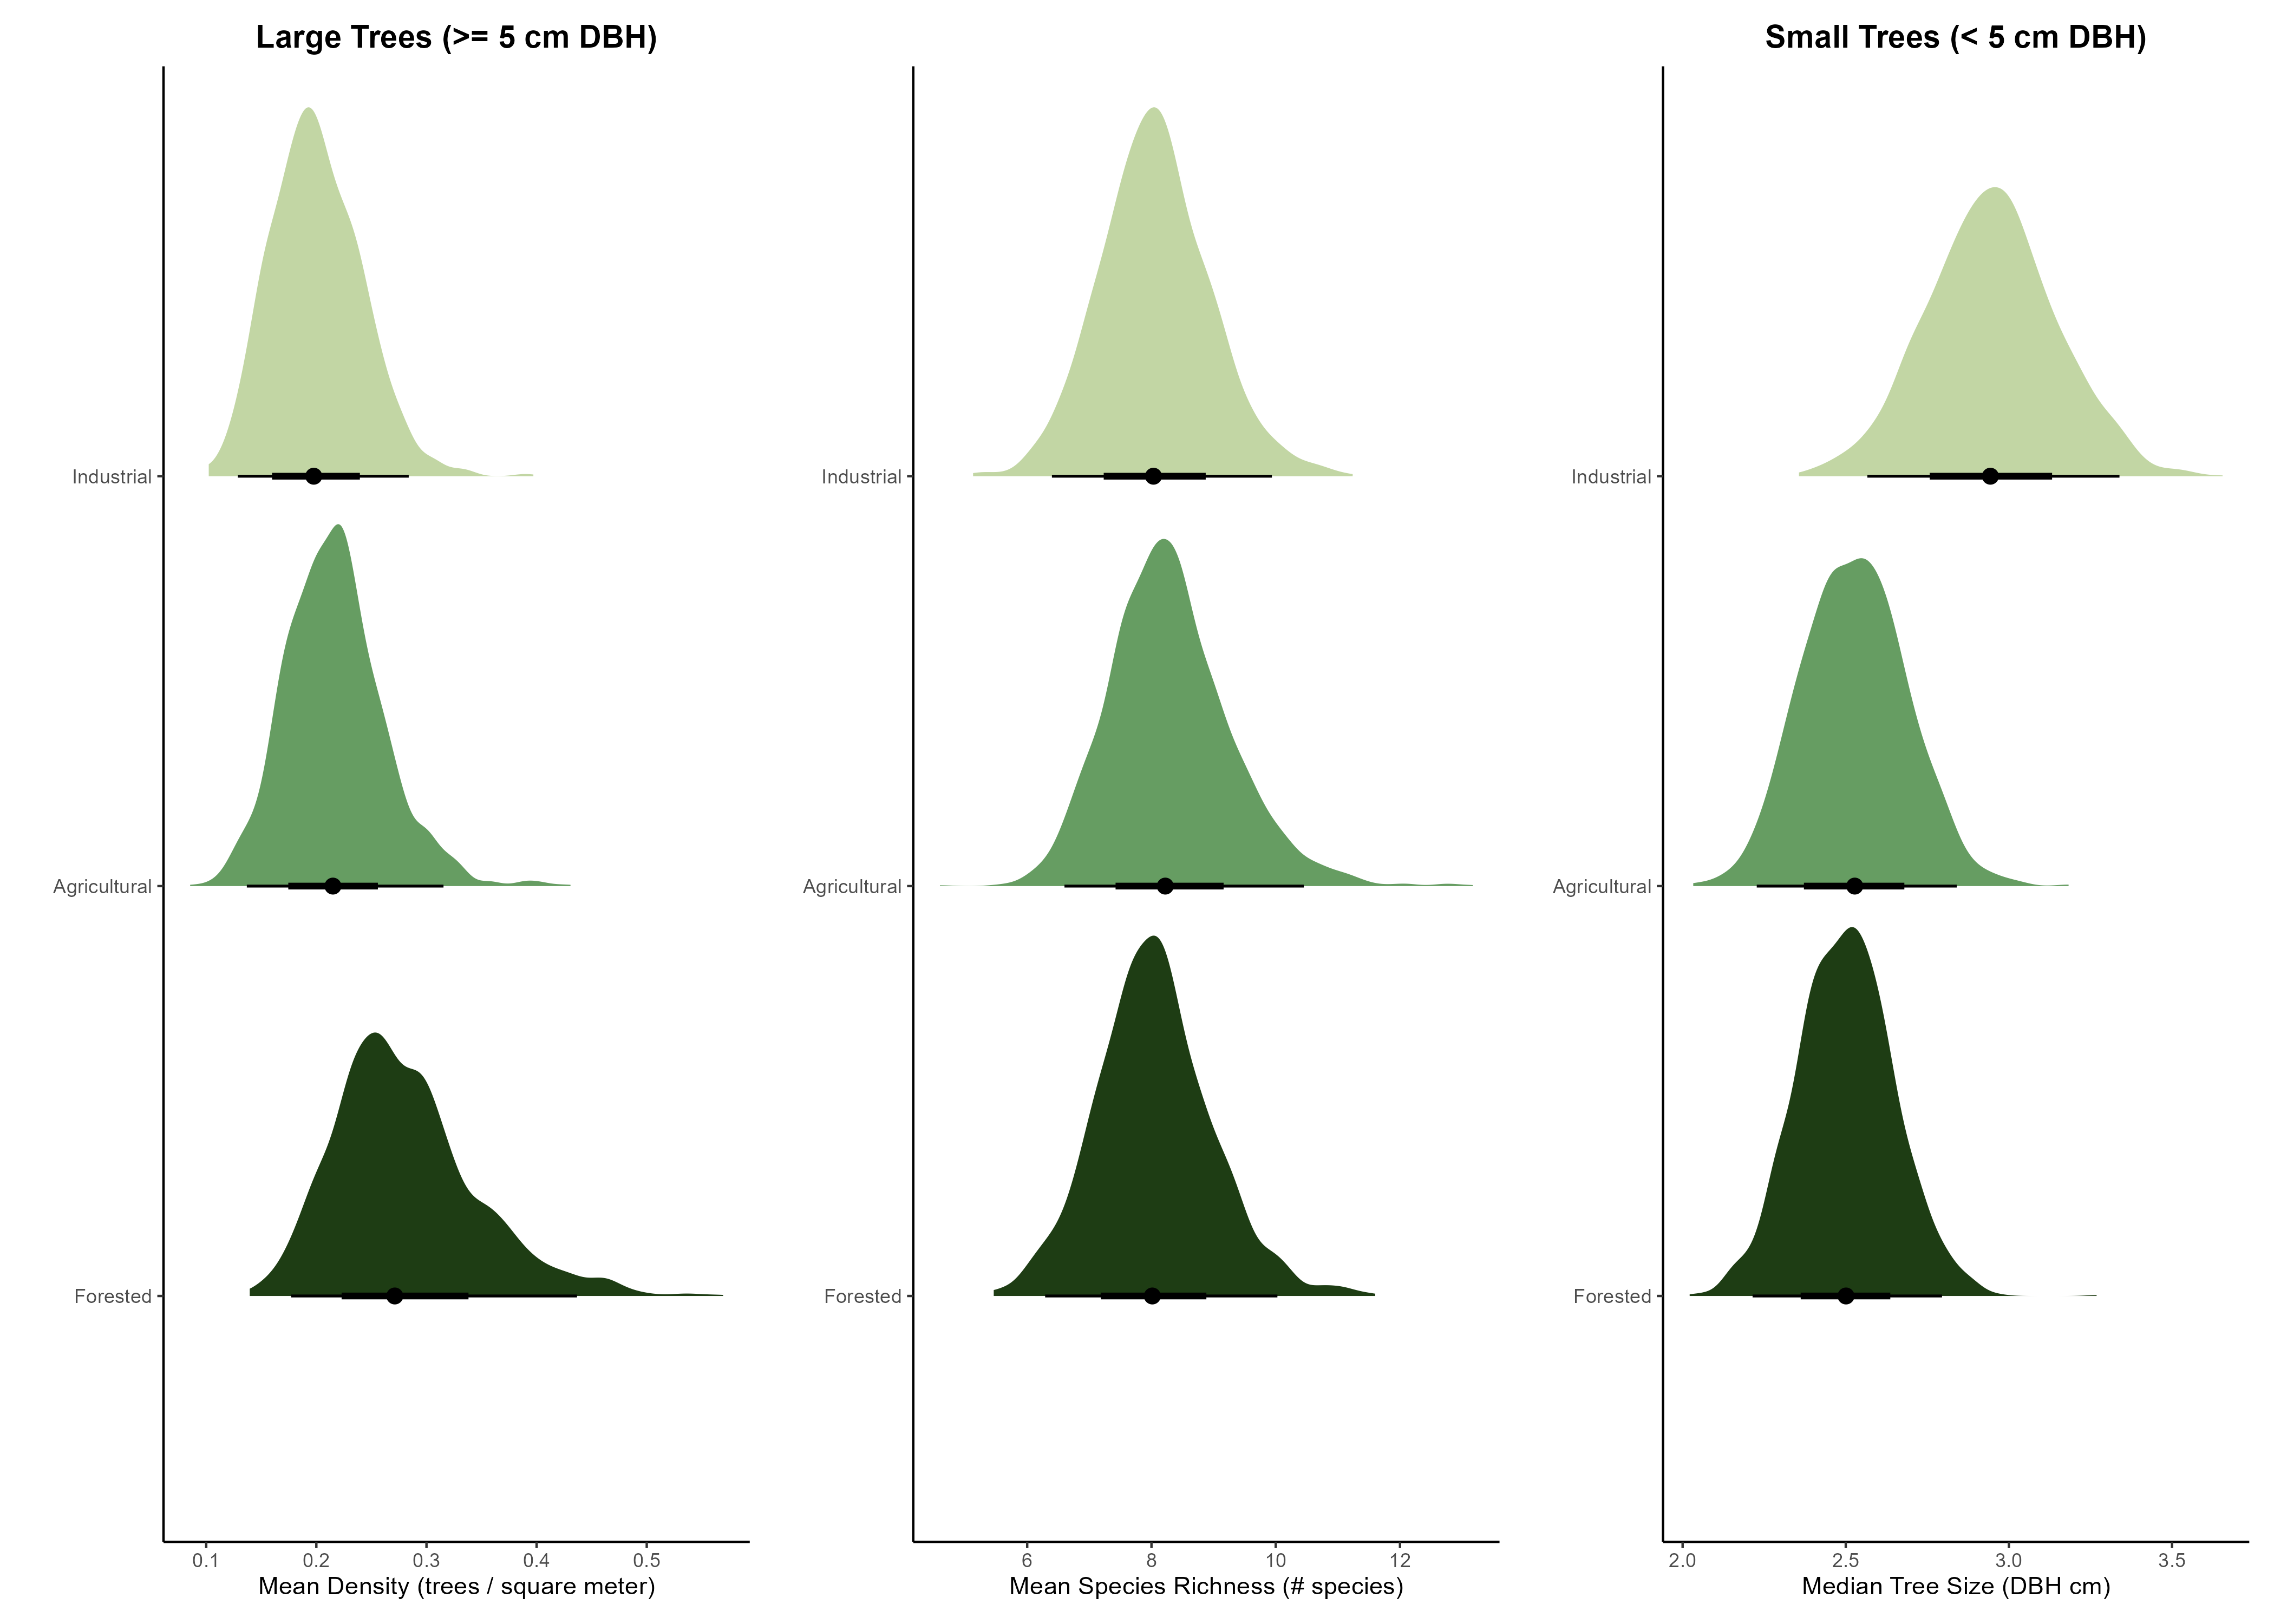 Large Trees (>= 5 cm DBH)
Industrial
Agricultural
Forested
0.1 0.2 0.3 0.4 0.5
Mean Density (trees / square meter)
Industrial
Agricultural
Forested
6 8 10 12
Mean Species Richness (# species)
Small Trees (< 5 cm DBH)
Industrial
Agricultural
Forested
2.0 2.5 3.0 3.5
Median Tree Size (DBH cm)